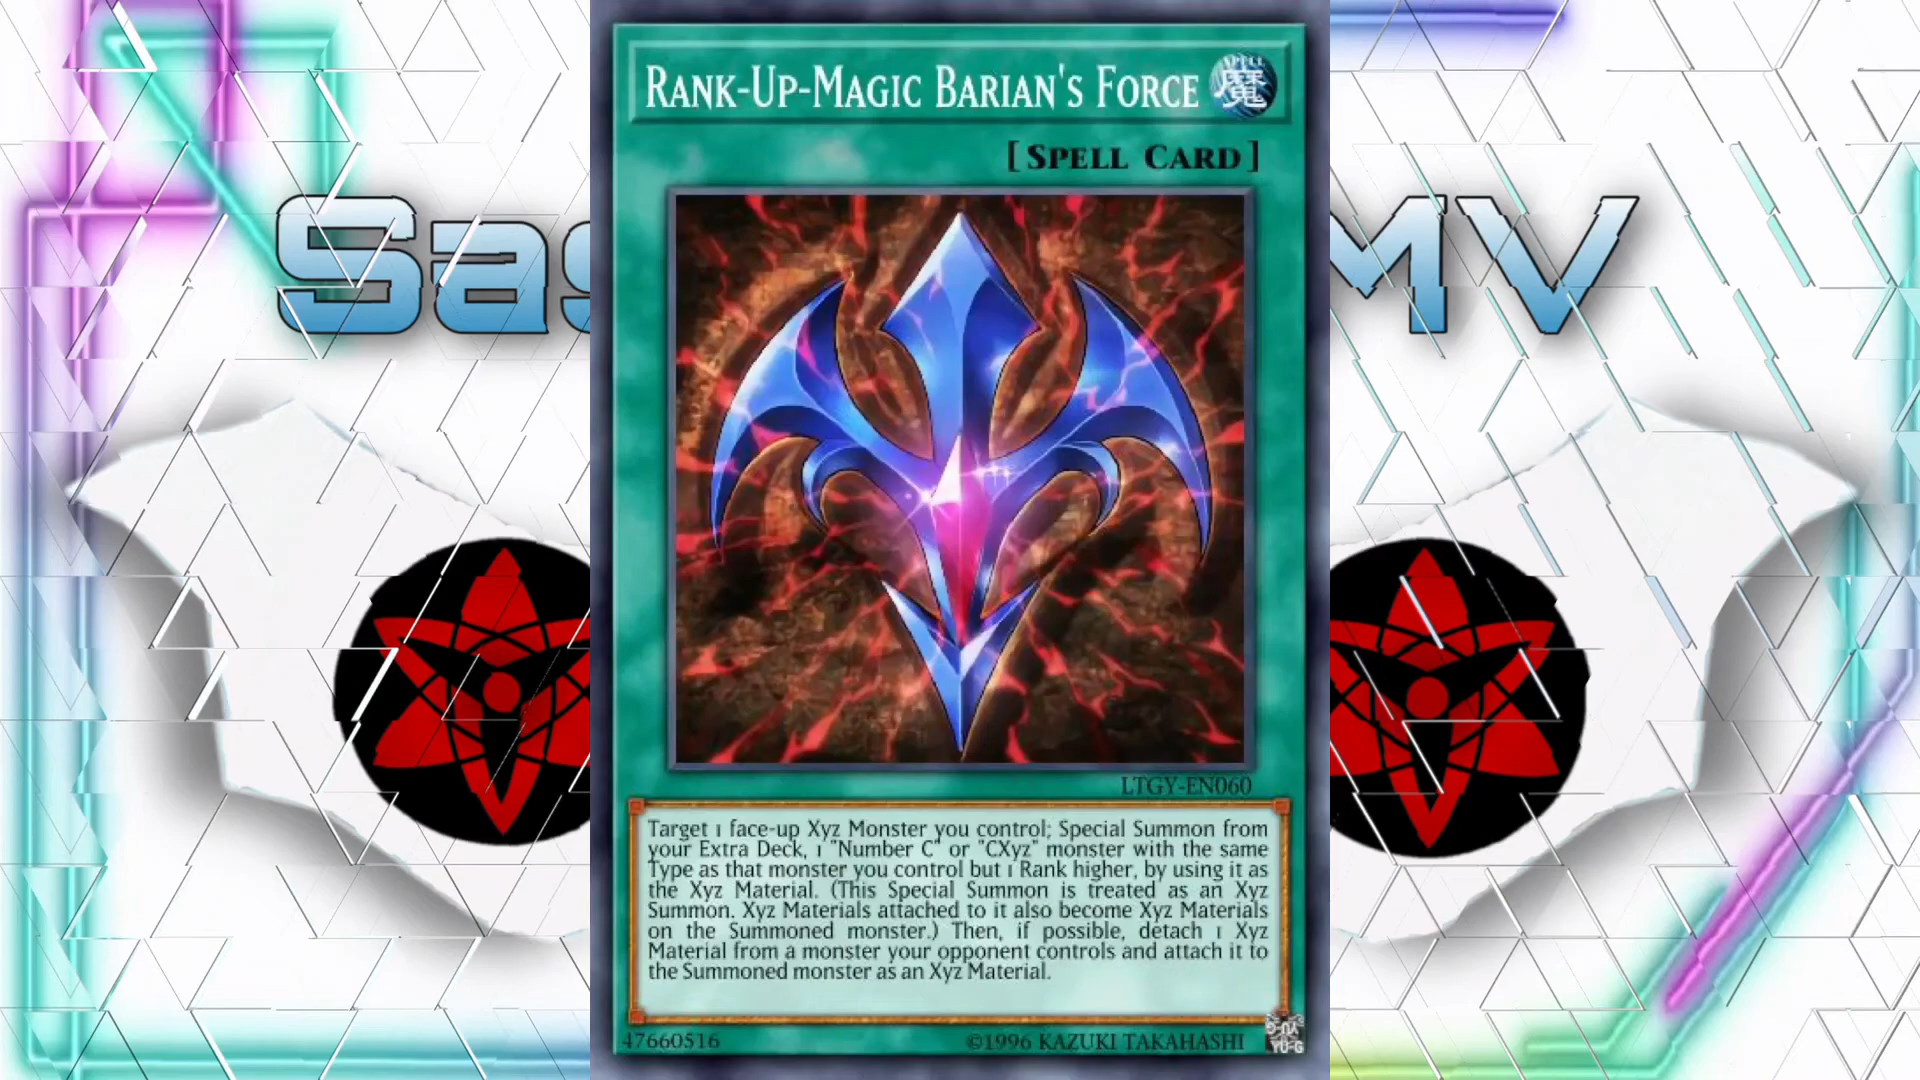 RANK-UP-MAGIC BARIAN'S FORCE
SPELL
魔
[SPELL CARD]
Sas
MV
LTGY-EN060
Target 1 face-up Xyz Monster you control; Special Summon from
your Extra Deck, 1 "Number C" or "CXyz" monster with the same
Type as that monster you control but 1 Rank higher, by using it as
the Xyz Material. (This Special Summon is treated as an Xyz
Summon. Xyz Materials attached to it also become Xyz Materials
on the Summoned monster.) Then, if possible, detach 1 Xyz
Material from a monster your opponent controls and attach it to
the Summoned monster as an Xyz Material.
47660516
©1996 KAZUKI TAKAHASHI